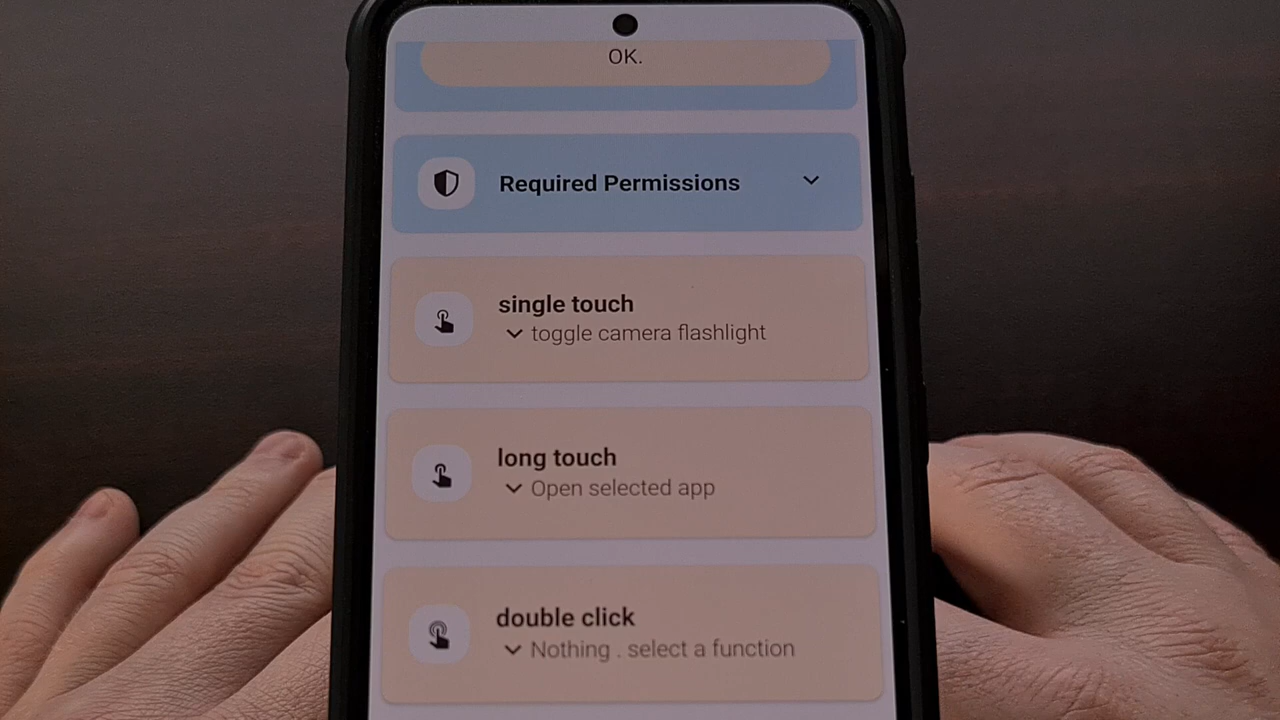 OK.
Required Permissions
single touch
toggle camera flashlight
long touch
Open selected app
double click
Nothing . select a function